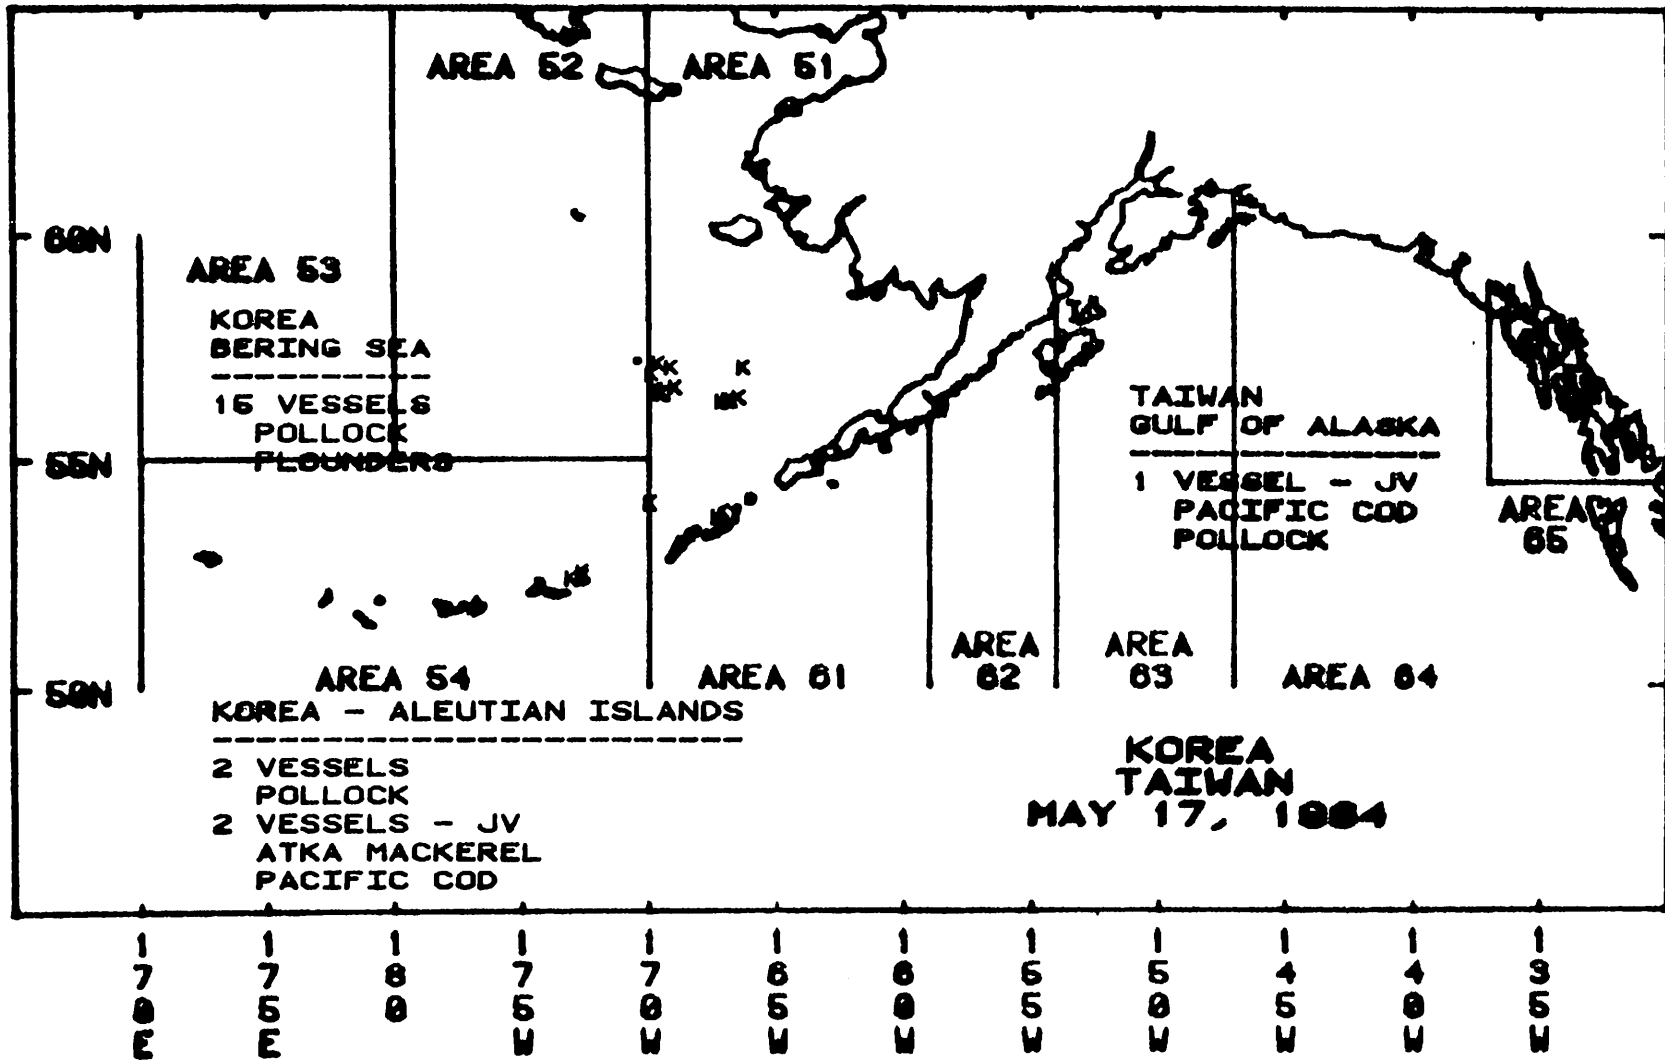 AREA 52
AREA 51
60N
AREA 53
KOREA
BERING SEA
15 VESSELS
POLLOCK
FLOUNDERS
55N
K K K
K K
K
K
TAIWAN
GULF OF ALASKA
1 VESSEL - JV
PACIFIC COD
POLLOCK
AREA
65
AREA
62
AREA
63
50N
AREA 54
AREA 61
AREA 64
KOREA - ALEUTIAN ISLANDS
2 VESSELS
POLLOCK
2 VESSELS - JV
ATKA MACKEREL
PACIFIC COD
KOREA
TAIWAN
MAY 17, 1984
170E
175E
180
175W
170W
165W
160W
155W
150W
145W
140W
135W